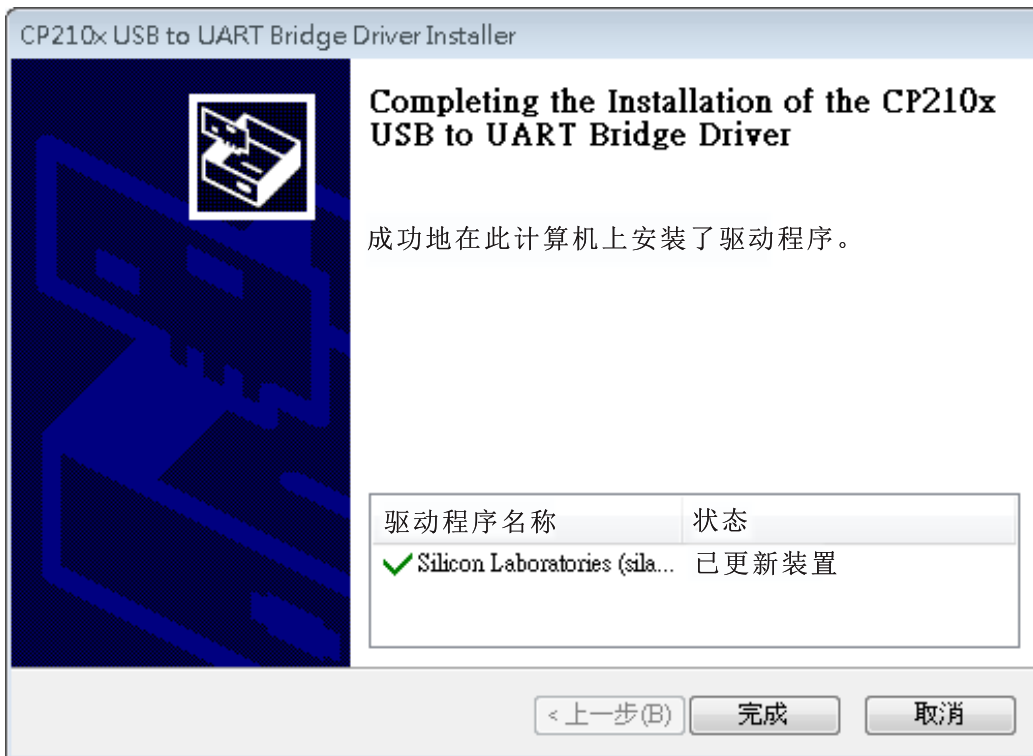 CP210x USB to UART Bridge Driver Installer
Completing the Installation of the CP210x
USB to UART Bridge Driver
成功地在此计算机上安装了驱动程序。
驱动程序名称 状态
Silicon Laboratories (sila... 已更新装置
< 上一步(B) 完成 取消